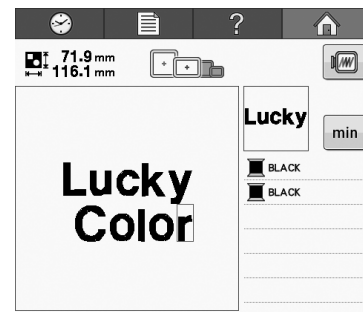 ?
71.9 mm
116.1 mm
Lucky
min
BLACK
BLACK
Lucky
Color